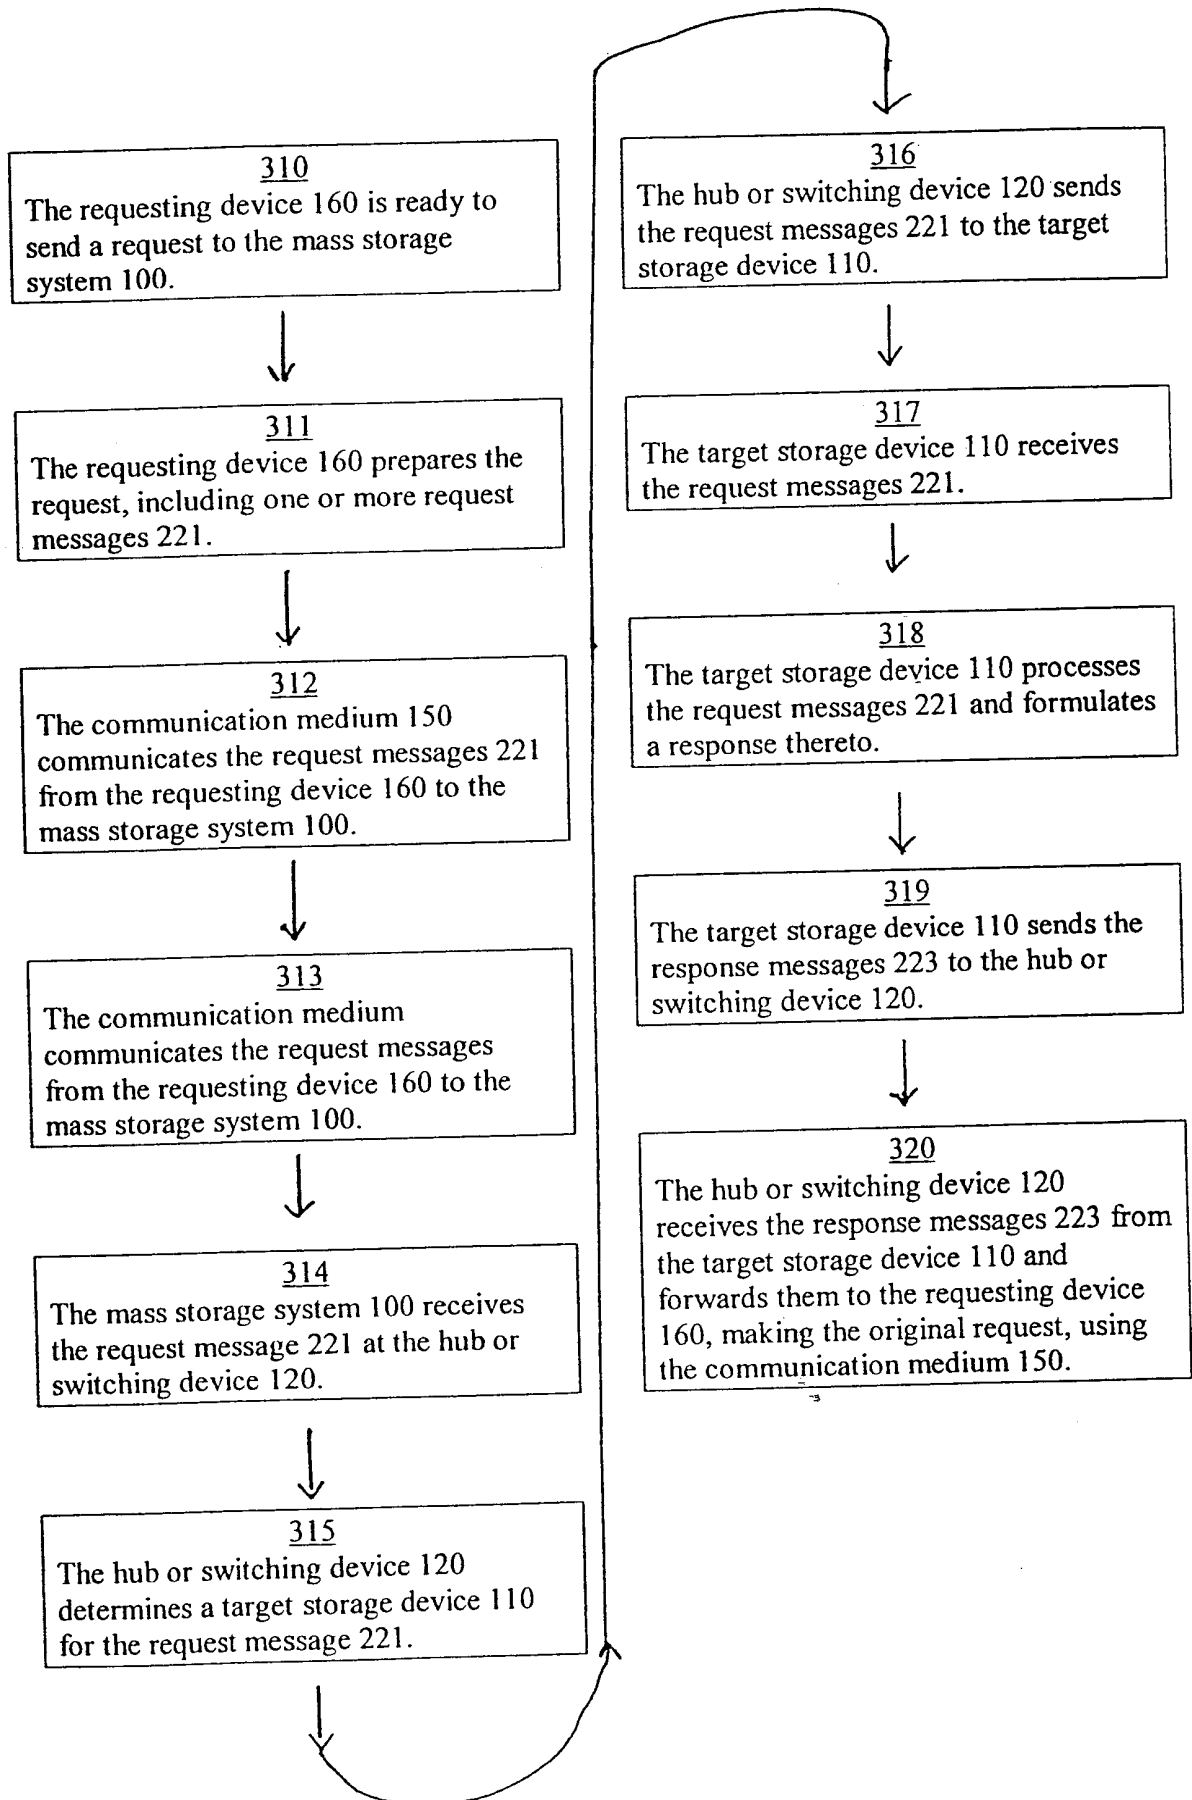 310
The requesting device 160 is ready to
send a request to the mass storage
system 100.
311
The requesting device 160 prepares the
request, including one or more request
messages 221.
312
The communication medium 150
communicates the request messages 221
from the requesting device 160 to the
mass storage system 100.
313
The communication medium
communicates the request messages
from the requesting device 160 to the
mass storage system 100.
314
The mass storage system 100 receives
the request message 221 at the hub or
switching device 120.
315
The hub or switching device 120
determines a target storage device 110
for the request message 221.
316
The hub or switching device 120 sends
the request messages 221 to the target
storage device 110.
317
The target storage device 110 receives
the request messages 221.
318
The target storage device 110 processes
the request messages 221 and formulates
a response thereto.
319
The target storage device 110 sends the
response messages 223 to the hub or
switching device 120.
320
The hub or switching device 120
receives the response messages 223 from
the target storage device 110 and
forwards them to the requesting device
160, making the original request, using
the communication medium 150.